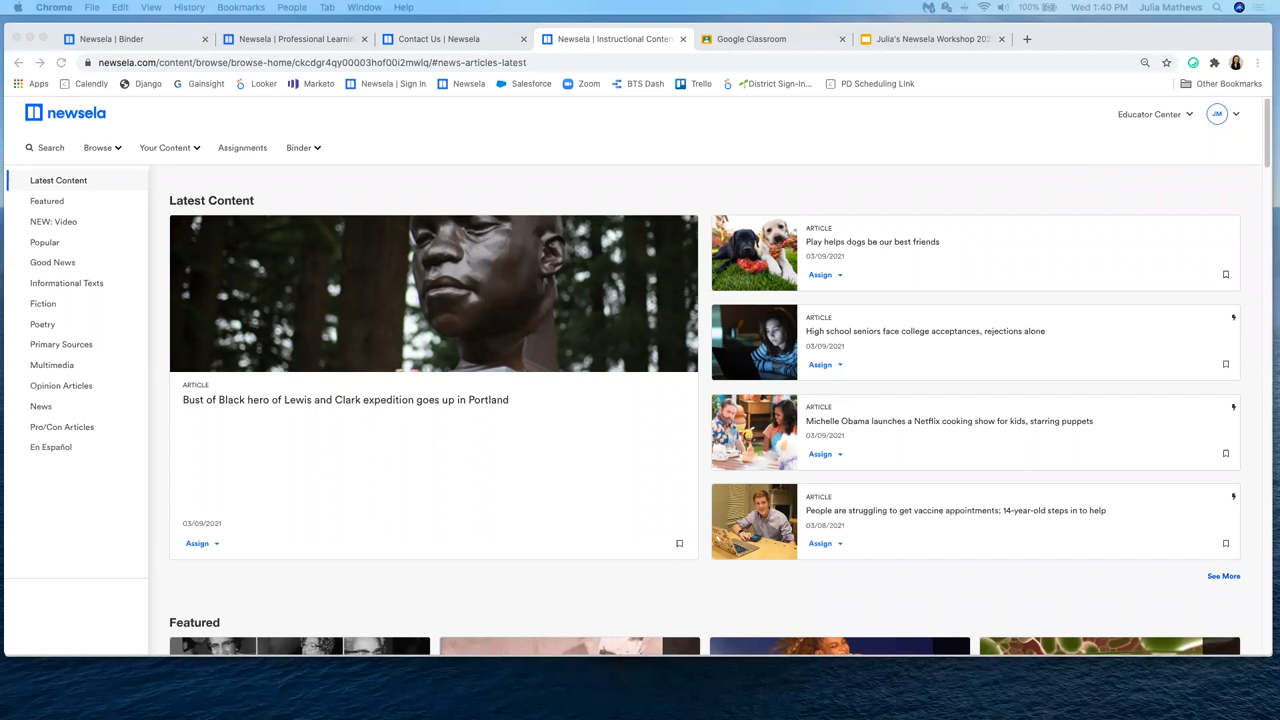 Chrome File Edit View History Bookmarks People Tab Window Help 100% Wed 1:40 PM Julia Mathews
Newsela | Binder Newsela | Professional Learnin Contact Us | Newsela Newsela | Instructional Conten Google Classroom Julia's Newsela Workshop 202
newsela.com/content/browse/browse-home/ckcdgr4qy00003hof00i2mwlq/#news-articles-latest
Apps Calendly Django Gainsight Looker Marketo Newsela | Sign In Newsela Salesforce Zoom BTS Dash Trello District Sign-In... PD Scheduling LInk Other Bookmarks
newsela
Educator Center JM
Search Browse Your Content Assignments Binder
Latest Content
Featured
NEW: Video
Popular
Good News
Informational Texts
Fiction
Poetry
Primary Sources
Multimedia
Opinion Articles
News
Pro/Con Articles
En Español
Latest Content
ARTICLE
Bust of Black hero of Lewis and Clark expedition goes up in Portland
03/09/2021
Assign
ARTICLE
Play helps dogs be our best friends
03/09/2021
Assign
ARTICLE
High school seniors face college acceptances, rejections alone
03/09/2021
Assign
ARTICLE
Michelle Obama launches a Netflix cooking show for kids, starring puppets
03/09/2021
Assign
ARTICLE
People are struggling to get vaccine appointments; 14-year-old steps in to help
03/08/2021
Assign
See More
Featured